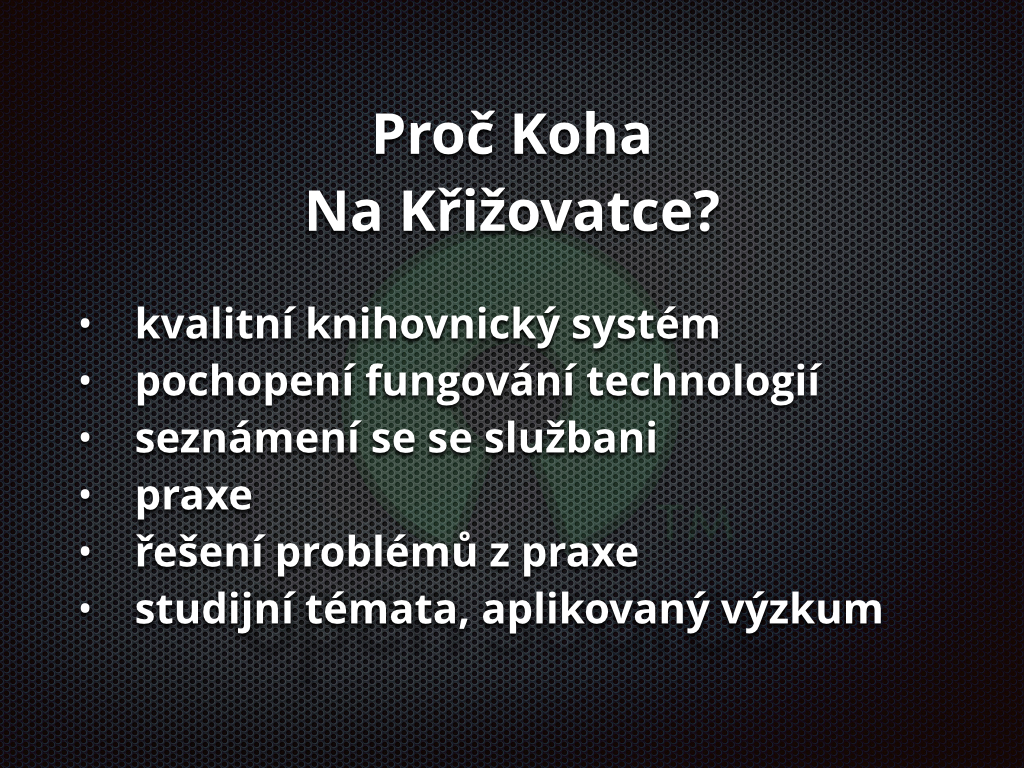 Proč Koha
Na Křižovatce?
• kvalitní knihovnický systém
• pochopení fungování technologií
• seznámení se se službani
• praxe
• řešení problémů z praxe
• studijní témata, aplikovaný výzkum
TM